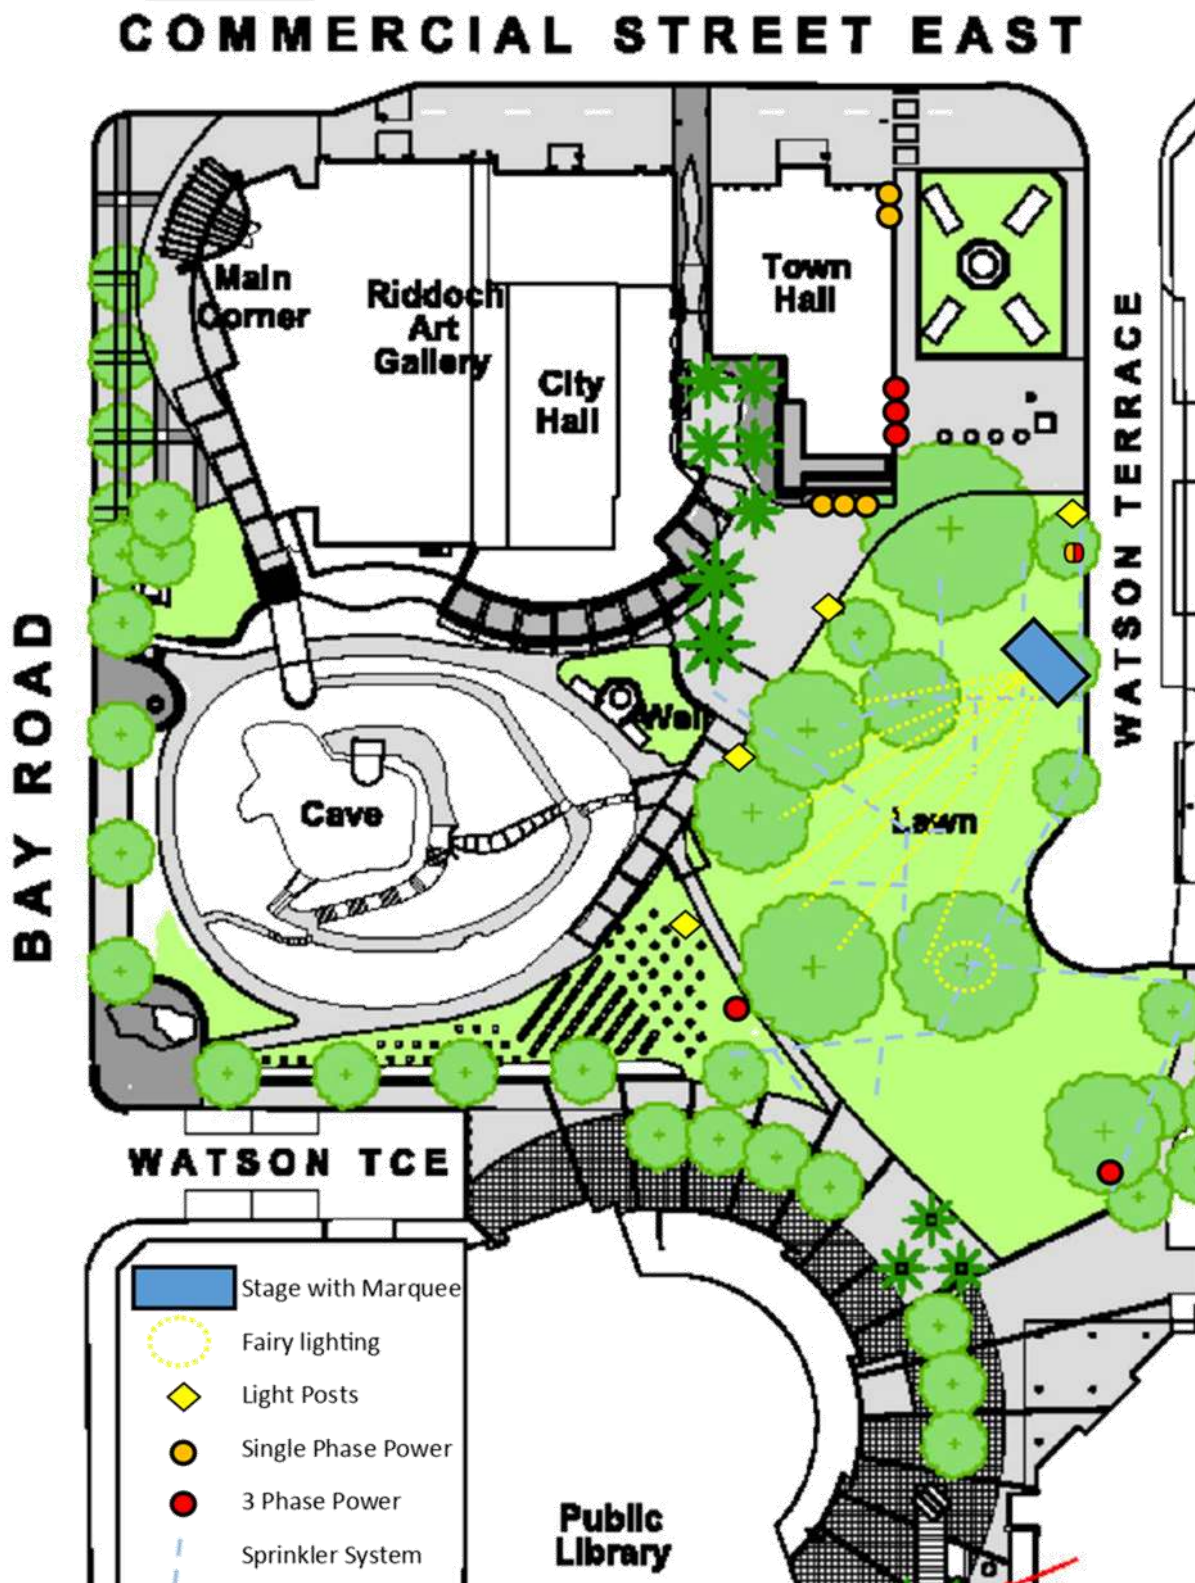 COMMERCIAL STREET EAST
Main
Corner
Riddoch
Art
Gallery
City
Hall
Town
Hall
WATSON TERRACE
BAY ROAD
Well
Cave
Lawn
WATSON TCE
Stage with Marquee
Fairy lighting
Light Posts
Single Phase Power
3 Phase Power
Sprinkler System
Public
Library